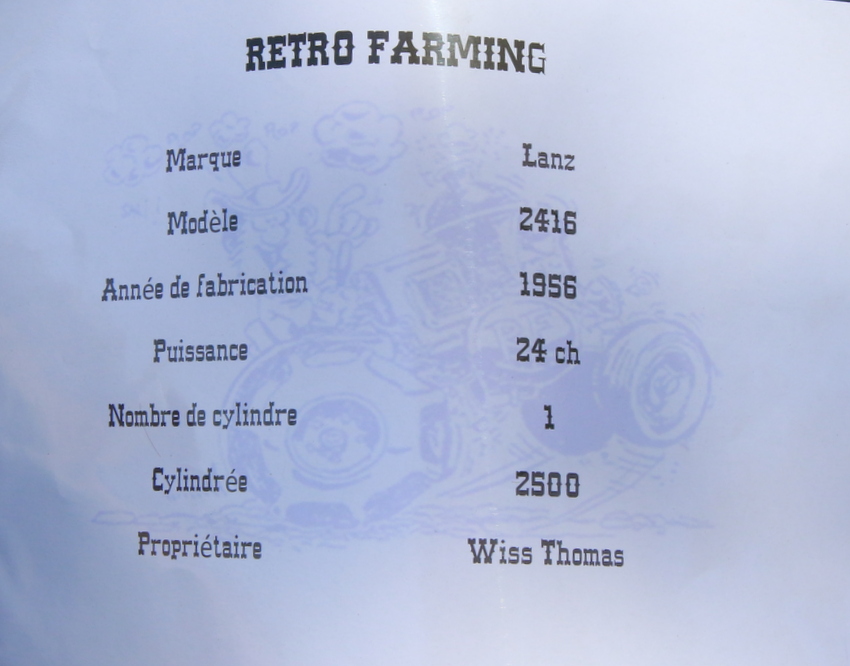 RETRO FARMING
Marque Lanz
Modèle 2416
Année de fabrication 1956
Puissance 24 ch
Nombre de cylindre 1
Cylindrée 2500
Propriétaire Wiss Thomas